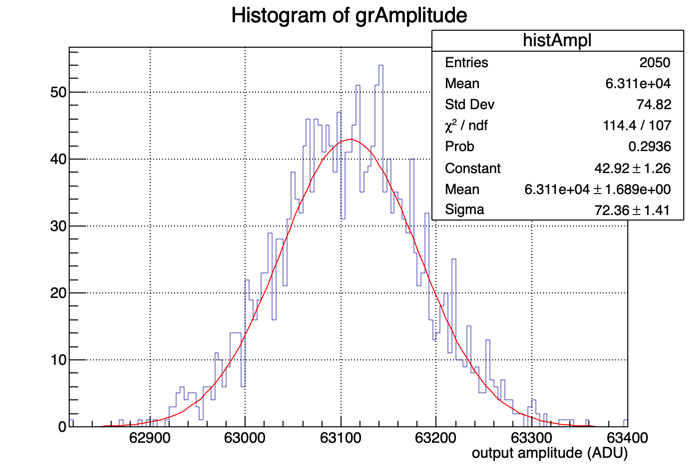 Histogram of grAmplitude
histAmpl
Entries 2050
Mean 6.311e+04
Std Dev 74.82
χ² / ndf 114.4 / 107
Prob 0.2936
Constant 42.92 ± 1.26
Mean 6.311e+04 ± 1.689e+00
Sigma 72.36 ± 1.41
50
40
30
20
10
0
62900 63000 63100 63200 63300 63400
output amplitude (ADU)